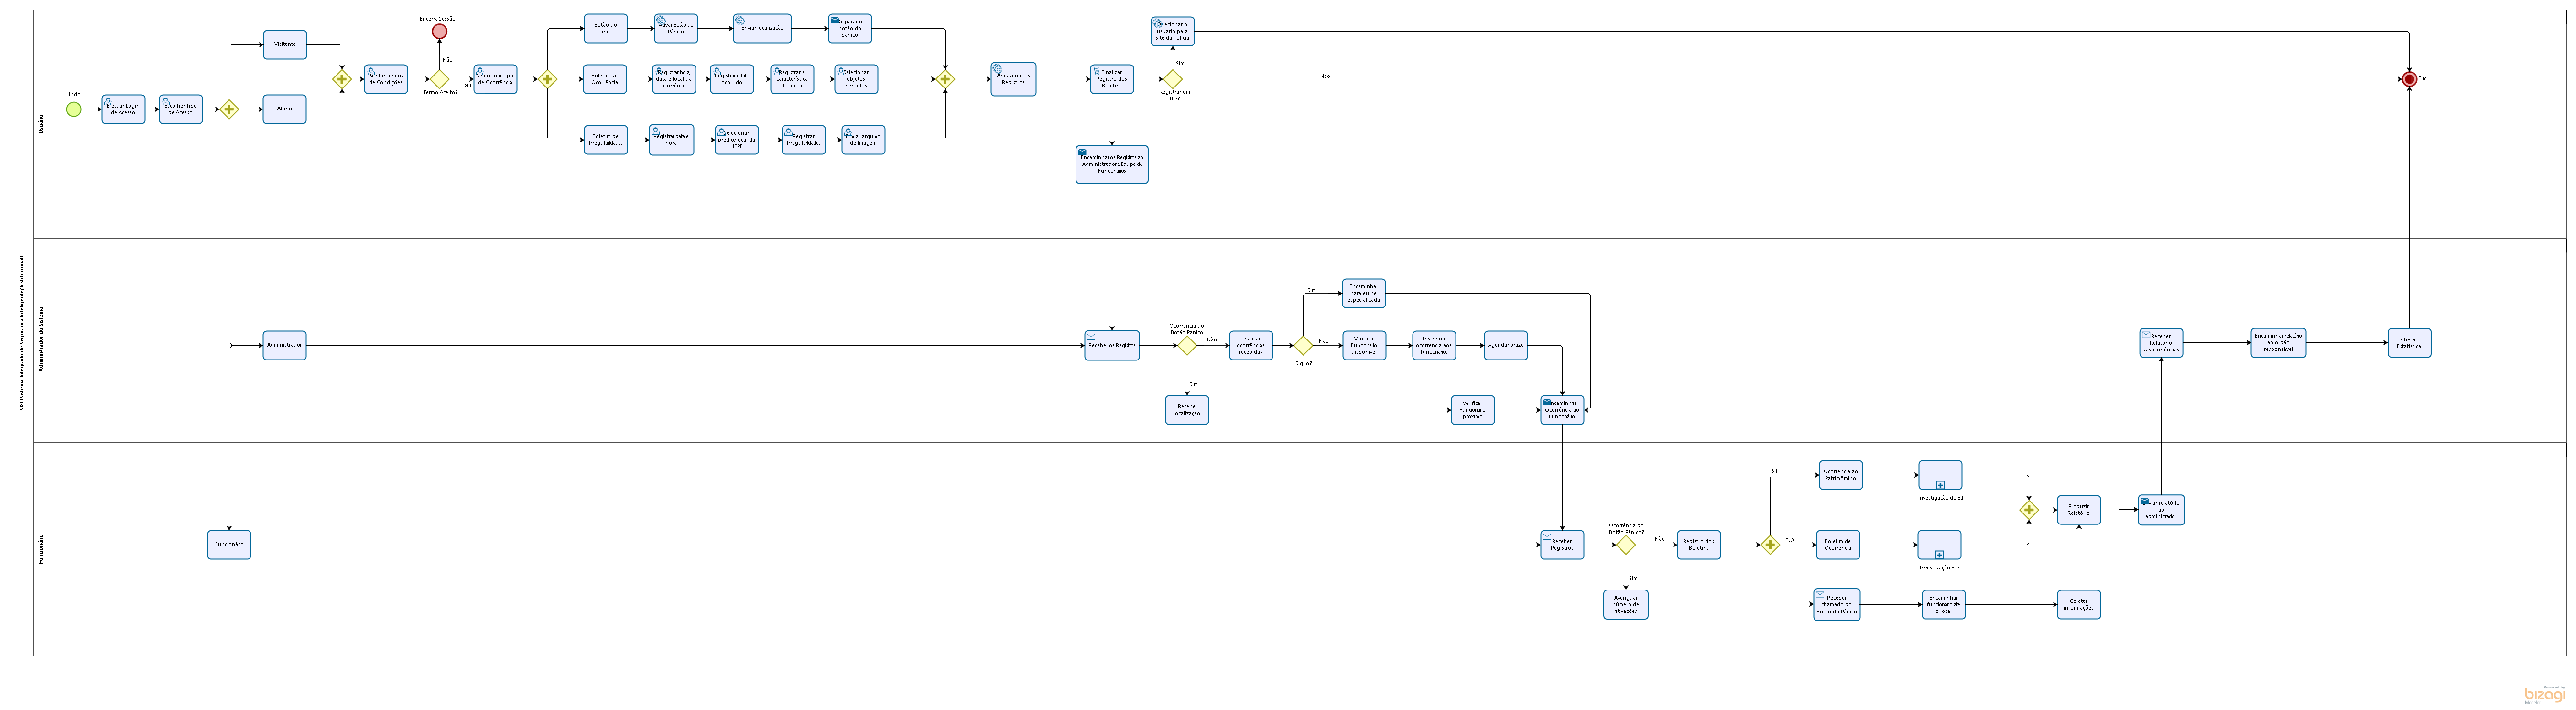 SISI (Sistema Integrado de Segurança Inteligente/Institucional)
Usuário
Incio
Efetuar Login
de Acesso
Escolher Tipo
de Acesso
Visitante
Aluno
Aceitar Termos
de Condições
Encerra Sessão
Não
Sim
Termo Aceito?
Selecionar tipo
de Ocorrência
Botão do
Pânico
Ativar Botão do
Pânico
Enviar localização
Disparar o
botão do
pânico
Boletim de
Ocorrência
Registrar hora,
data e local da
ocorrência
Registrar o fato
ocorrido
Registrar a
característica
do autor
Selecionar
objetos
perdidos
Boletim de
Irregularidades
Registrar data e
hora
Selecionar
predio/local da
UFPE
Registrar
Irregularidades
Enviar arquivo
de imagem
Armazenar os
Registros
Finalizar
Registro dos
Boletins
Direcionar o
usuário para
site da Policia
Sim
Registrar um
BO?
Não
Fim
Encaminhar os Registros ao
Administrador e Equipe de
Funcionários
Administrador do Sistema
Administrador
Receber os Registros
Ocorrência do
Botão Pânico
Não
Sim
Analisar
ocorrências
recebidas
Sigilo?
Sim
Não
Encaminhar
para euipe
especializada
Verificar
Funcionário
disponivel
Distribuir
ocorrência aos
funcionários
Agendar prazo
Recebe
localização
Verificar
Funcionário
próximo
Encaminhar
Ocorrência ao
Funcionário
Receber
Relatório
das ocorrências
Encaminhar relatório
ao orgão
responsável
Checar
Estatística
Funcionário
Funcionário
Receber
Registros
Ocorrência do
Botão Pânico?
Não
Sim
Registro dos
Boletins
B.I
B.O
Ocorrência ao
Patrimômino
Investigação do B.I
Boletim de
Ocorrência
Investigação B.O
Produzir
Relatório
Enviar relatório
ao
administrador
Averiguar
número de
ativações
Receber
chamado do
Botão do Pânico
Encaminhar
funcionário até
o local
Coletar
informações
Powered by
bizagi
Modeler